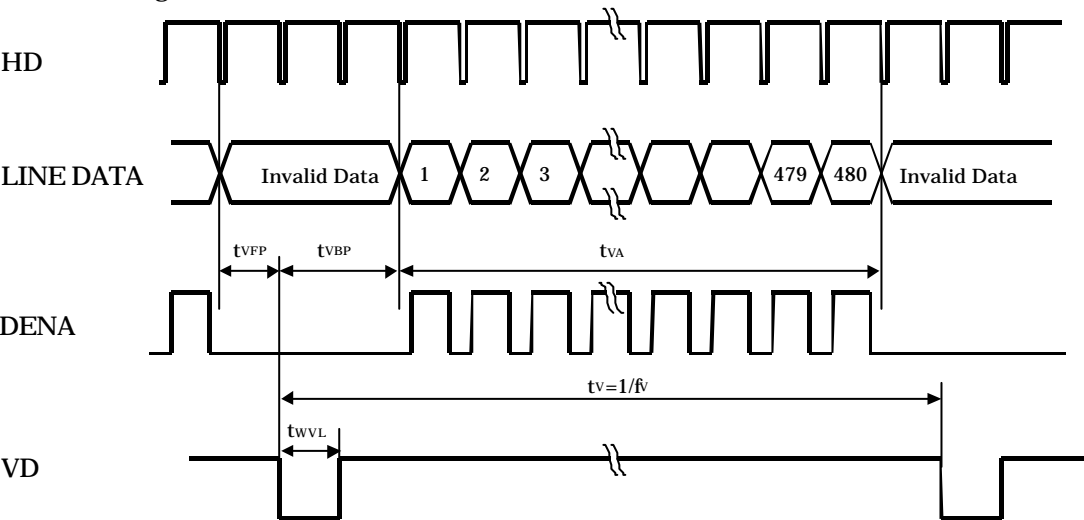 HD
LINE DATA
Invalid Data
1
2
3
479
480
Invalid Data
tVFP
tVBP
tVA
DENA
tV=1/fV
tWVL
VD